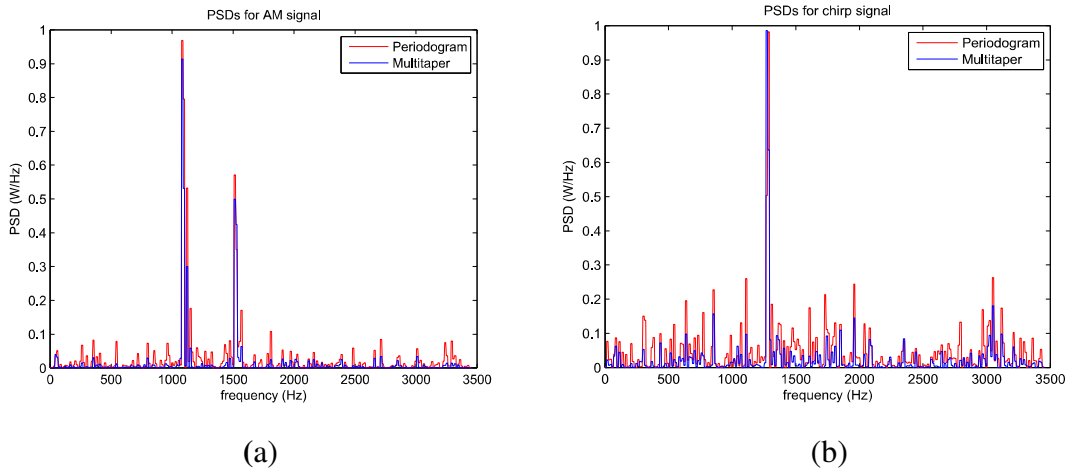 PSDs for AM signal
1
0.9
0.8
0.7
0.6
0.5
0.4
0.3
0.2
0.1
0
PSD (W/Hz)
Periodogram
Multitaper
0 500 1000 1500 2000 2500 3000 3500
frequency (Hz)
(a)
PSDs for chirp signal
1
0.9
0.8
0.7
0.6
0.5
0.4
0.3
0.2
0.1
0
PSD (W/Hz)
Periodogram
Multitaper
0 500 1000 1500 2000 2500 3000 3500
frequency (Hz)
(b)